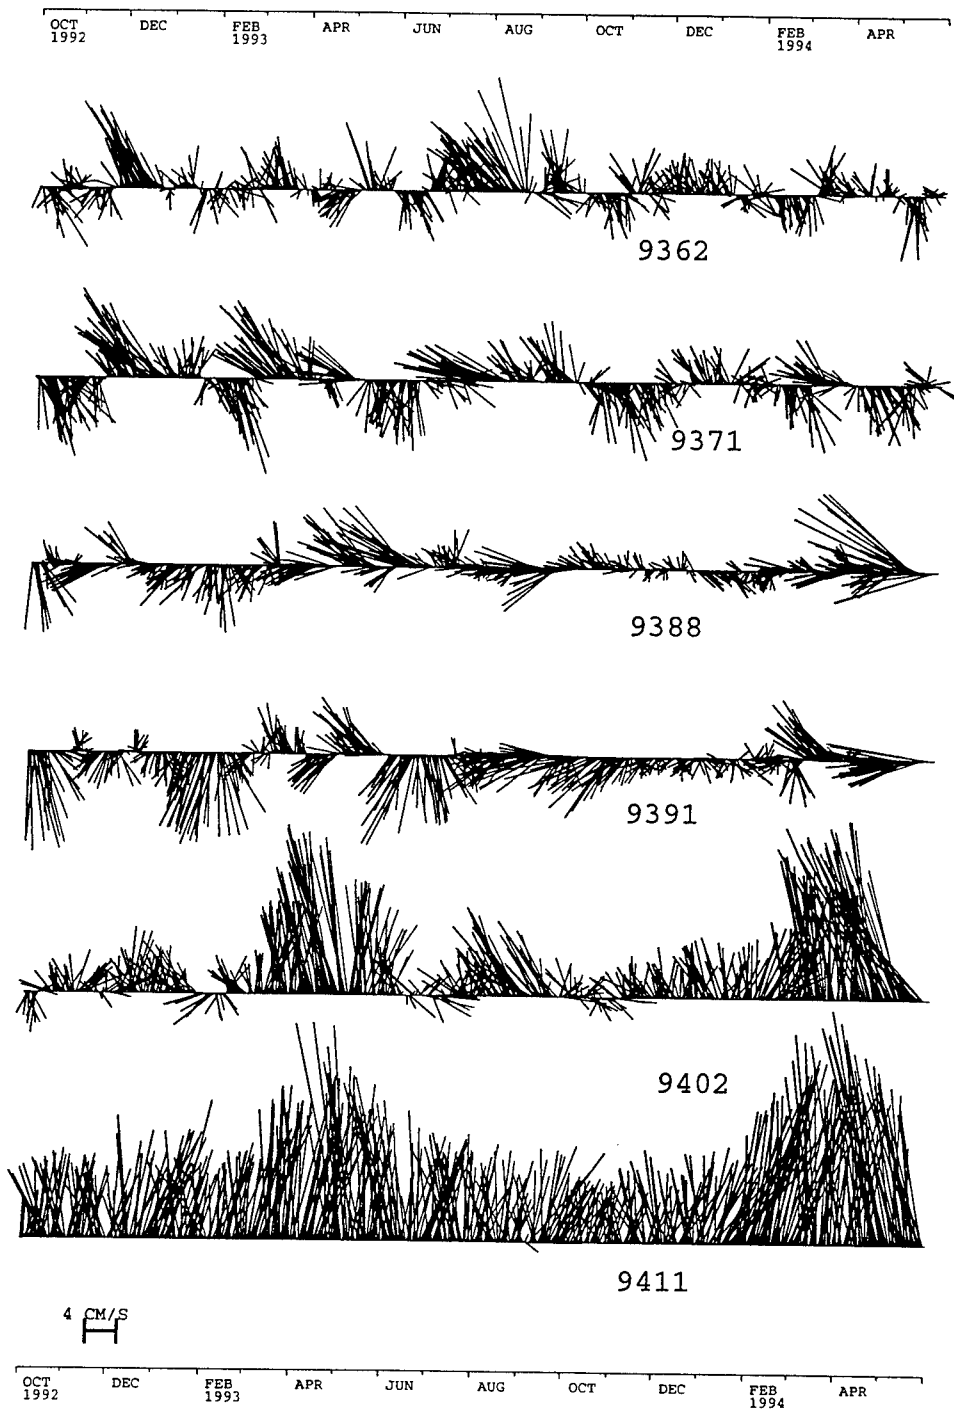 OCT DEC FEB APR JUN AUG OCT DEC FEB APR
1992 1993 1994
9362
9371
9388
9391
9402
9411
4 CM/S
OCT DEC FEB APR JUN AUG OCT DEC FEB APR
1992 1993 1994